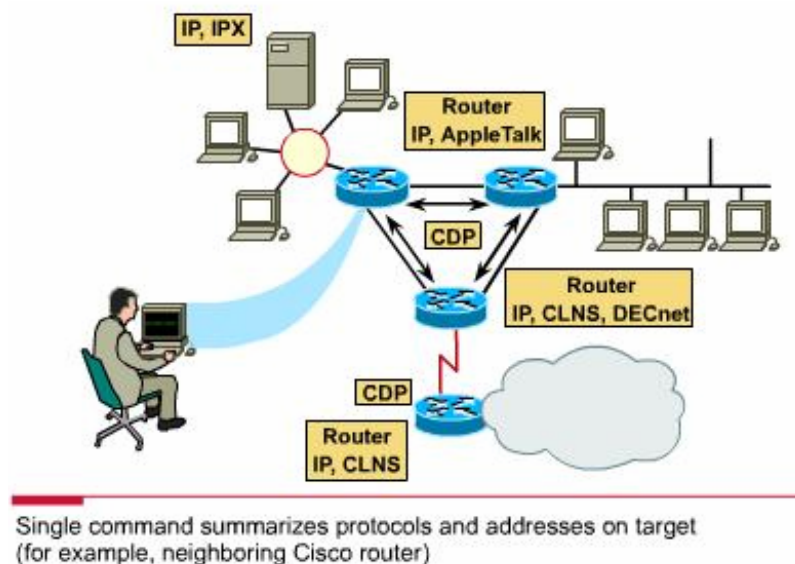 IP, IPX
Router
IP, AppleTalk
CDP
Router
IP, CLNS, DECnet
CDP
Router
IP, CLNS
Single command summarizes protocols and addresses on target
(for example, neighboring Cisco router)